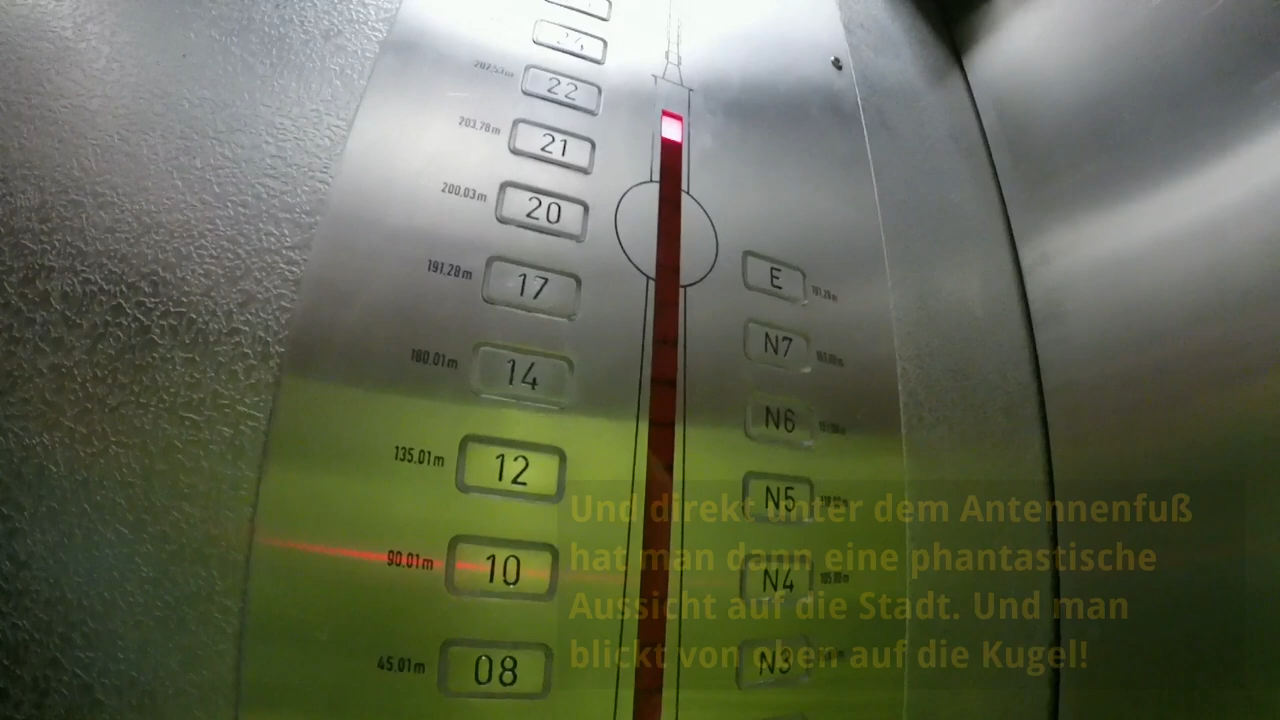 24
202,53m 22
203,78m 21
200,03m 20
191,28m 17
E
180,01m 14
N7
N6
135,01m 12
N5
90,01m 10
N4
45,01m 08
N3
Und direkt unter dem Antennenfuß
hat man dann eine phantastische
Aussicht auf die Stadt. Und man
blickt von oben auf die Kugel!